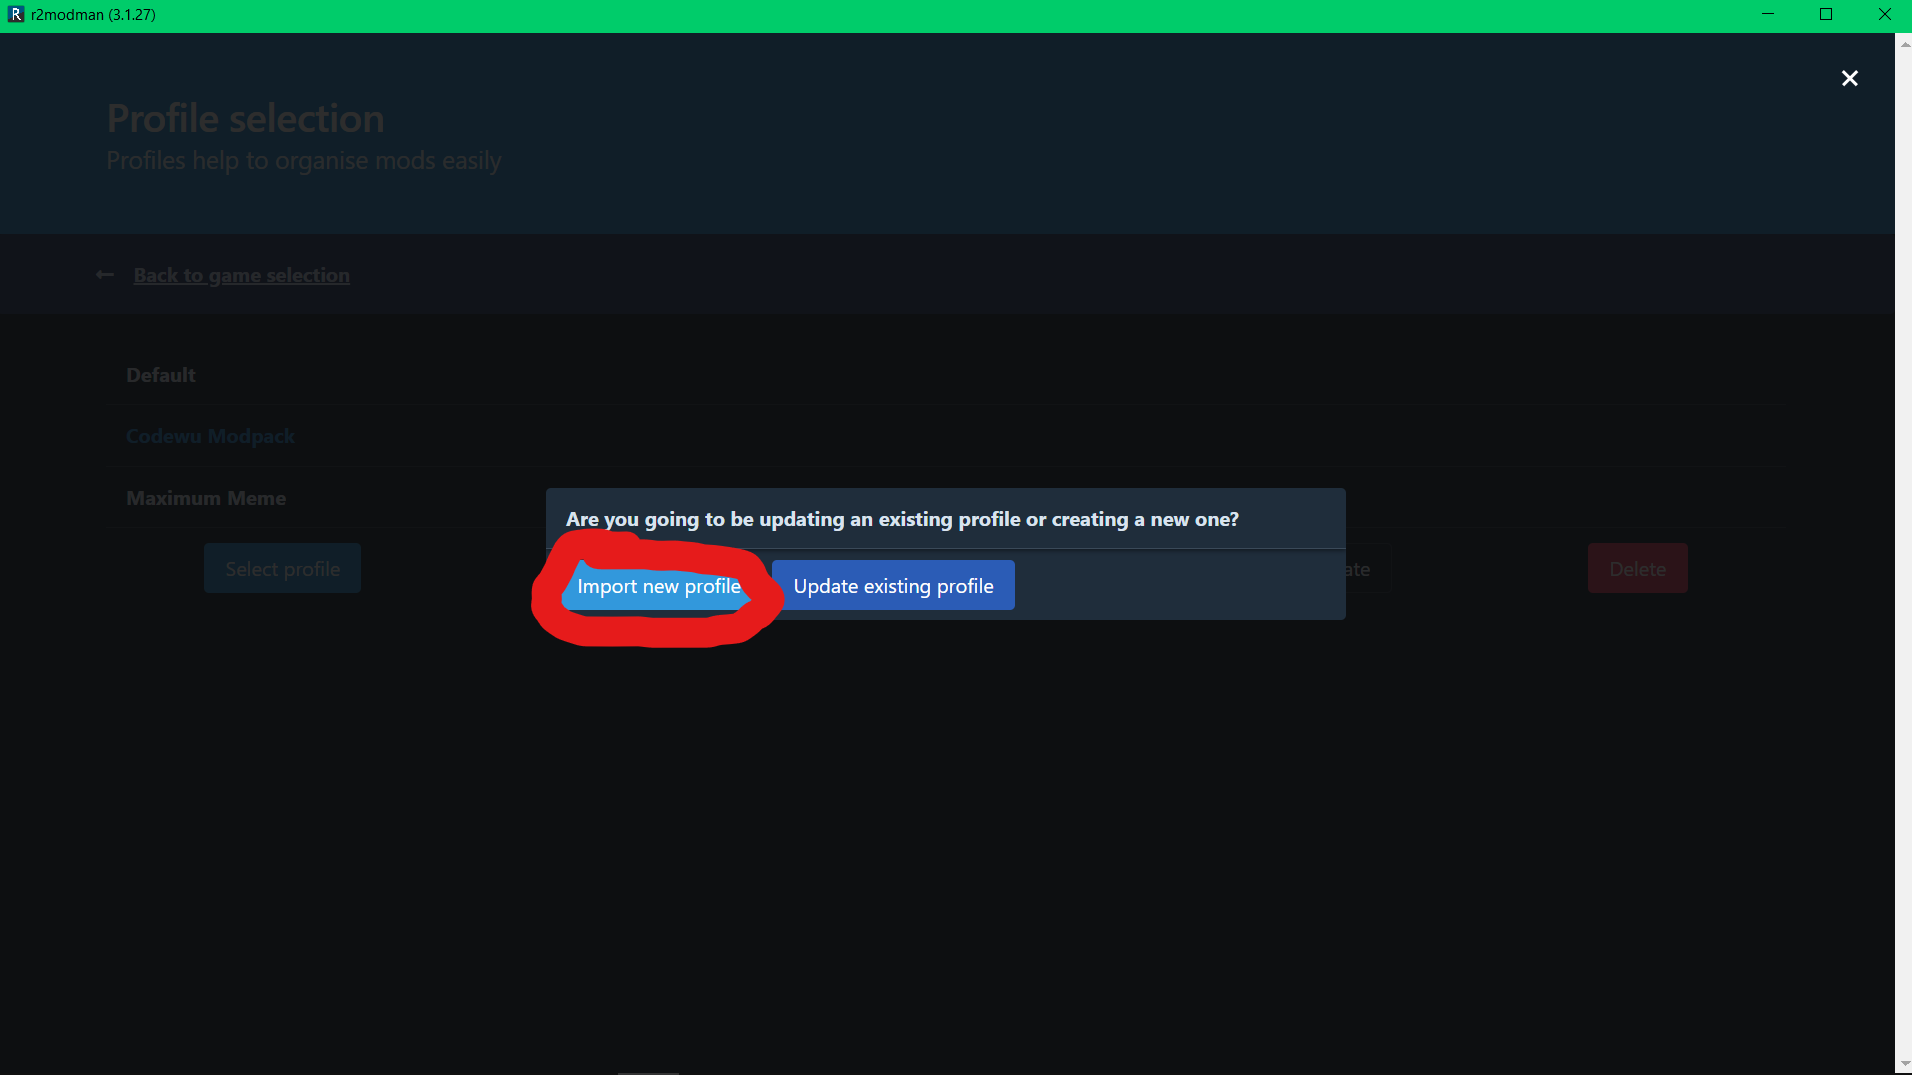 r2modman (3.1.27)
Profile selection
Profiles help to organise mods easily
Back to game selection
Default
Codewu Modpack
Maximum Meme
Are you going to be updating an existing profile or creating a new one?
Import new profile Update existing profile
Select profile ate Delete